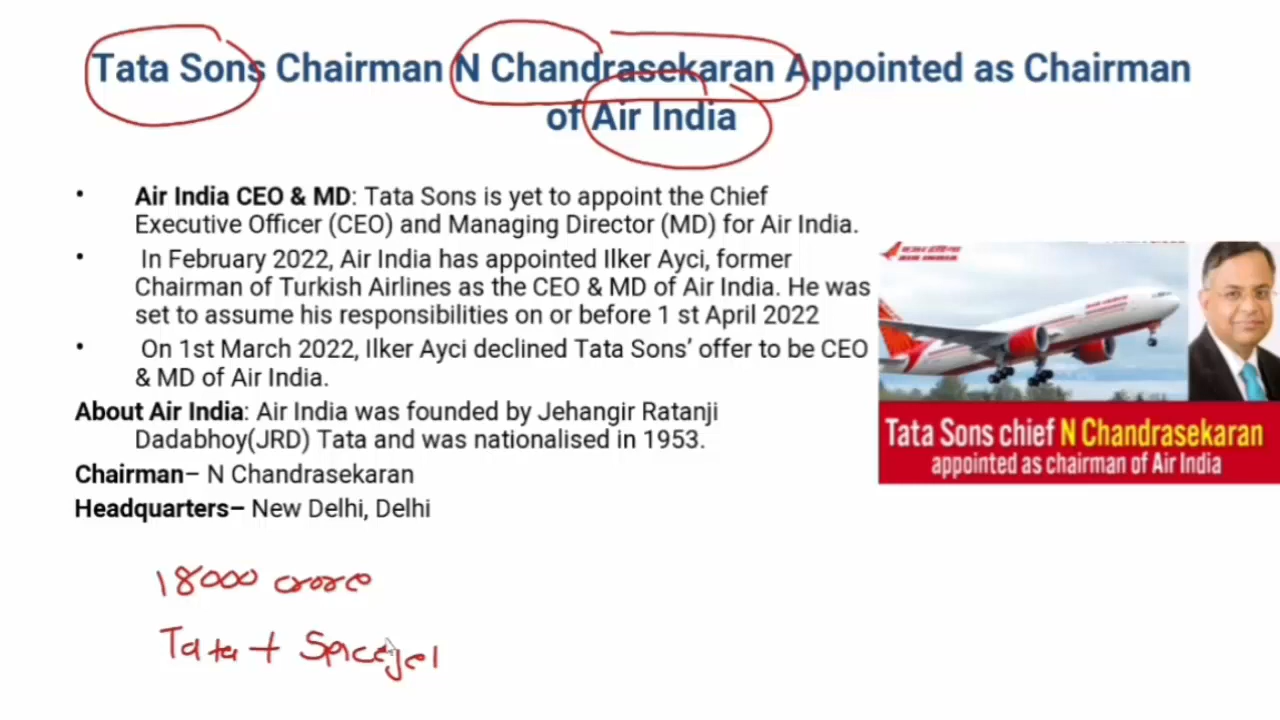 Tata Sons Chairman N Chandrasekaran Appointed as Chairman
of Air India
• Air India CEO & MD: Tata Sons is yet to appoint the Chief
Executive Officer (CEO) and Managing Director (MD) for Air India.
• In February 2022, Air India has appointed Ilker Ayci, former
Chairman of Turkish Airlines as the CEO & MD of Air India. He was
set to assume his responsibilities on or before 1 st April 2022
• On 1st March 2022, Ilker Ayci declined Tata Sons’ offer to be CEO
& MD of Air India.
About Air India: Air India was founded by Jehangir Ratanji
Dadabhoy(JRD) Tata and was nationalised in 1953.
Chairman– N Chandrasekaran
Headquarters– New Delhi, Delhi
AIR INDIA
Tata Sons chief N Chandrasekaran
appointed as chairman of Air India
18000 crore
Tata + Spicejet